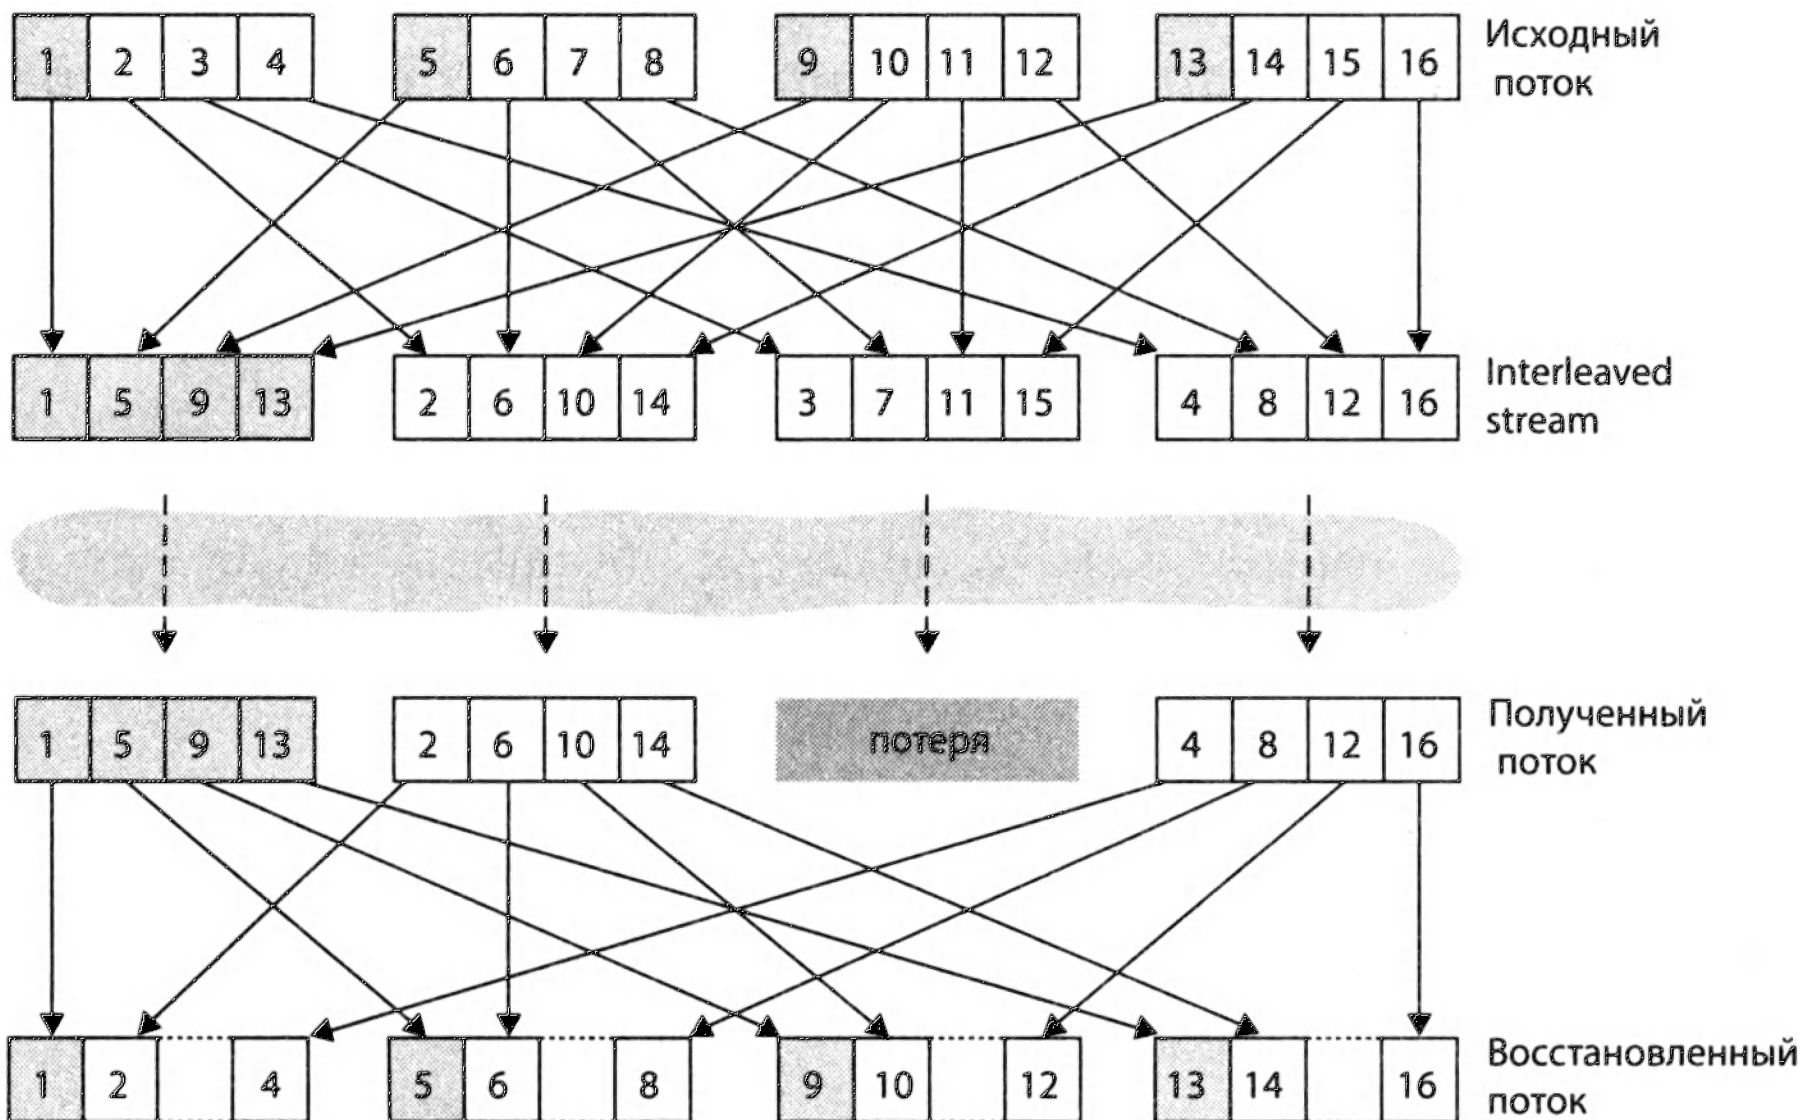 1 2 3 4 5 6 7 8 9 10 11 12 13 14 15 16 Исходный
поток
1 5 9 13 2 6 10 14 3 7 11 15 4 8 12 16 Interleaved
stream
1 5 9 13 2 6 10 14 потеря 4 8 12 16 Полученный
поток
1 2 4 5 6 8 9 10 12 13 14 16 Восстановленный
поток